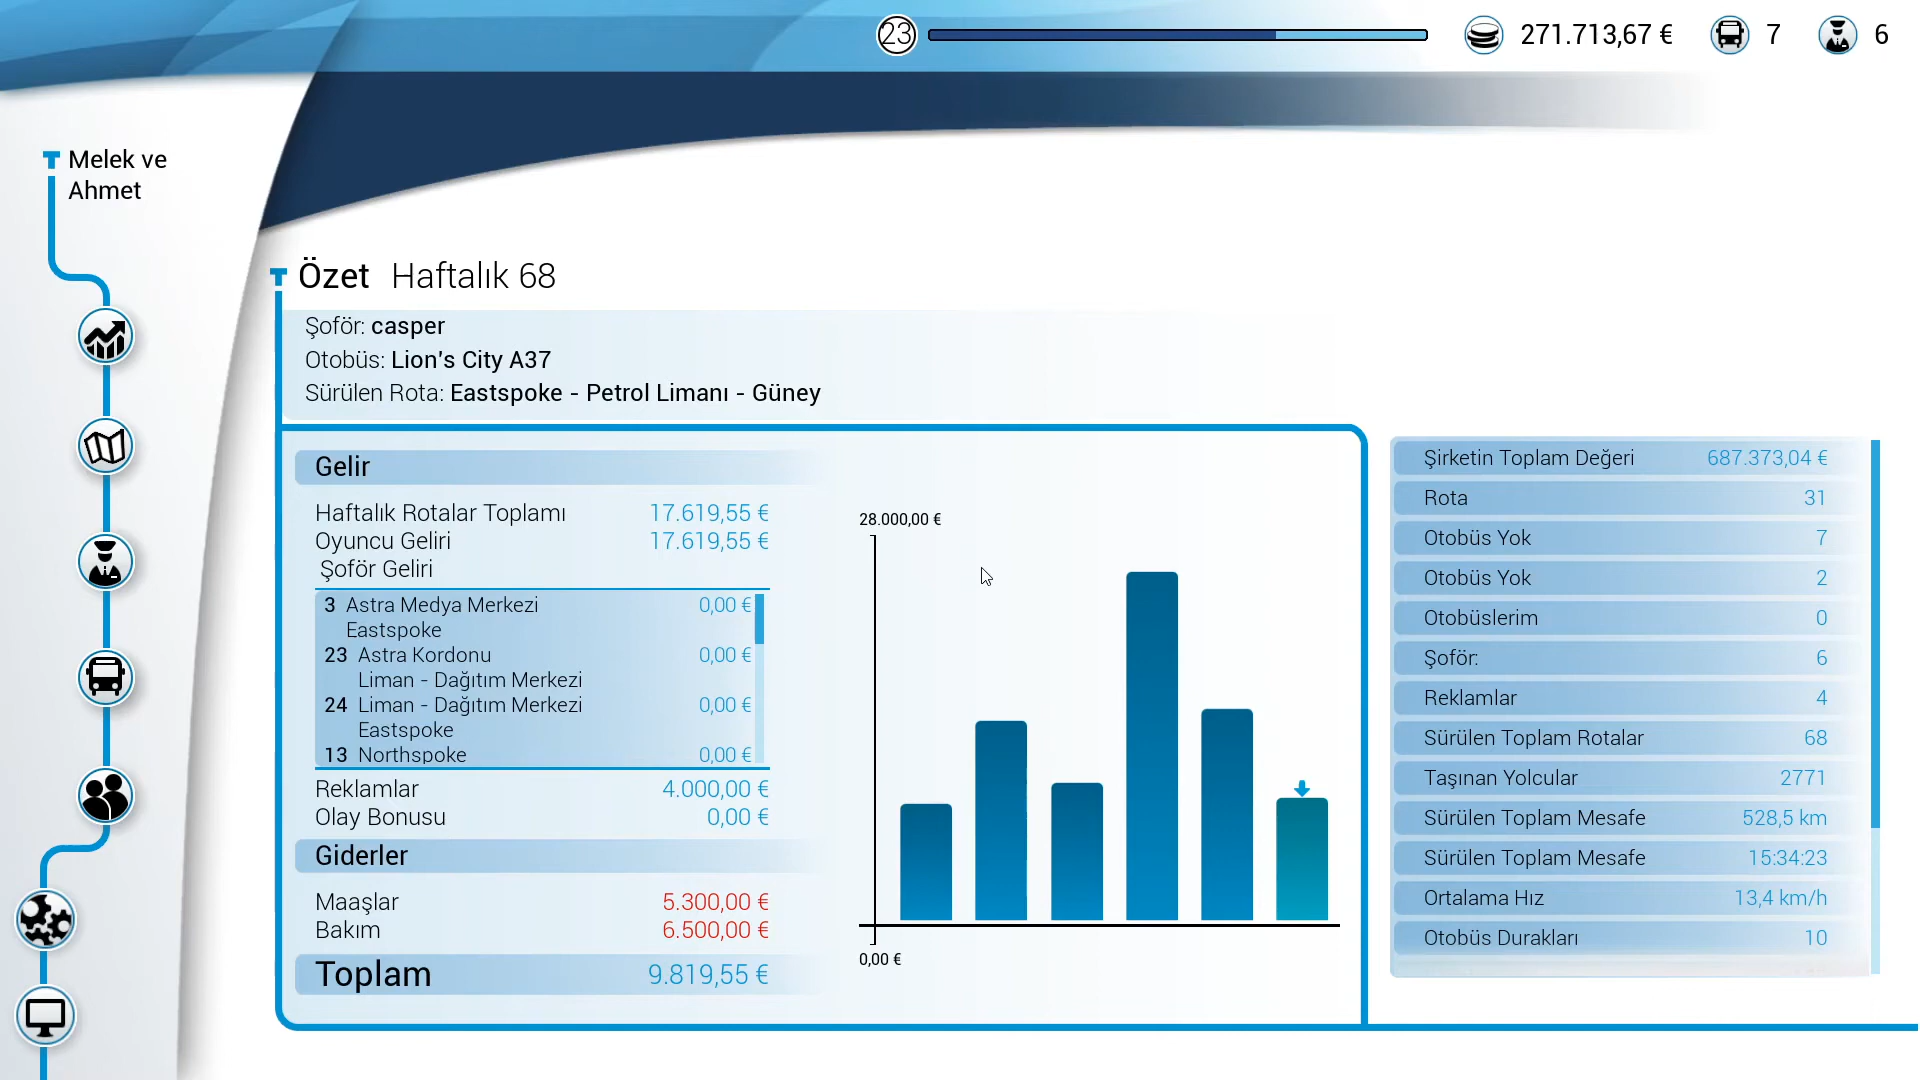 23
271.713,67 €
7
6
Melek ve
Ahmet
Özet Haftalık 68
Şoför: casper
Otobüs: Lion's City A37
Sürülen Rota: Eastspoke - Petrol Limanı - Güney
Gelir
Haftalık Rotalar Toplamı 17.619,55 €
Oyuncu Geliri 17.619,55 €
Şoför Geliri
3 Astra Medya Merkezi 0,00 €
Eastspoke
23 Astra Kordonu 0,00 €
Liman - Dağıtım Merkezi
24 Liman - Dağıtım Merkezi 0,00 €
Eastspoke
13 Northspoke 0,00 €
Reklamlar 4.000,00 €
Olay Bonusu 0,00 €
Giderler
Maaşlar 5.300,00 €
Bakım 6.500,00 €
Toplam 9.819,55 €
28.000,00 €
0,00 €
Şirketin Toplam Değeri 687.373,04 €
Rota 31
Otobüs Yok 7
Otobüs Yok 2
Otobüslerim 0
Şoför: 6
Reklamlar 4
Sürülen Toplam Rotalar 68
Taşınan Yolcular 2771
Sürülen Toplam Mesafe 528,5 km
Sürülen Toplam Mesafe 15:34:23
Ortalama Hız 13,4 km/h
Otobüs Durakları 10